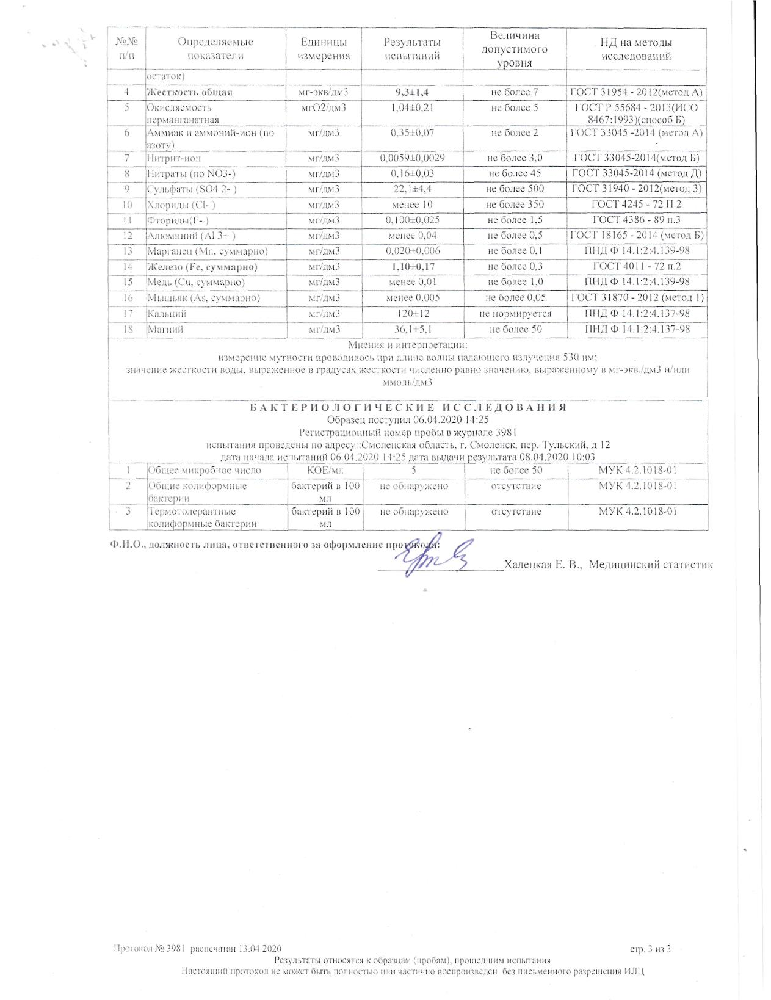 №№ Определяемые Единицы Результаты Величина НД на методы
п/п показатели измерения испытаний допустимого исследований
уровня
остаток)
4 Жесткость общая мг-экв/дм3 9,3±1,4 не более 7 ГОСТ 31954 - 2012(метод А)
5 Окисляемость мгО2/дм3 1,04±0,21 не более 5 ГОСТ Р 55684 - 2013(ИСО
перманганатная 8467:1993)(способ Б)
6 Аммиак и аммоний-ион (по мг/дм3 0,35±0,07 не более 2 ГОСТ 33045 -2014 (метод А)
азоту)
7 Нитрит-ион мг/дм3 0,0059±0,0029 не более 3,0 ГОСТ 33045-2014(метод Б)
8 Нитраты (по NO3-) мг/дм3 0,16±0,03 не более 45 ГОСТ 33045-2014 (метод Д)
9 Сульфаты (SO4 2- ) мг/дм3 22,1±4,4 не более 500 ГОСТ 31940 - 2012(метод 3)
10 Хлориды (Cl- ) мг/дм3 менее 10 не более 350 ГОСТ 4245 - 72 П.2
11 Фториды(F- ) мг/дм3 0,100±0,025 не более 1,5 ГОСТ 4386 - 89 п.3
12 Алюминий (Al 3+ ) мг/дм3 менее 0,04 не более 0,5 ГОСТ 18165 - 2014 (метод Б)
13 Марганец (Mn, суммарно) мг/дм3 0,020±0,006 не более 0,1 ПНД Ф 14.1:2:4.139-98
14 Железо (Fe, суммарно) мг/дм3 1,10±0,17 не более 0,3 ГОСТ 4011 - 72 п.2
15 Медь (Cu, суммарно) мг/дм3 менее 0,01 не более 1,0 ПНД Ф 14.1:2:4.139-98
16 Мышьяк (As, суммарно) мг/дм3 менее 0,005 не более 0,05 ГОСТ 31870 - 2012 (метод 1)
17 Кальций мг/дм3 120±12 не нормируется ПНД Ф 14.1:2:4.137-98
18 Магний мг/дм3 36,1±5,1 не более 50 ПНД Ф 14.1:2:4.137-98
Мнения и интерпретации:
измерение мутности проводилось при длине волны падающего излучения 530 нм;
значение жесткости воды, выраженное в градусах жесткости численно равно значению, выраженному в мг-экв./дм3 и/или
ммоль/дм3
БАКТЕРИОЛОГИЧЕСКИЕ ИССЛЕДОВАНИЯ
Образец поступил 06.04.2020 14:25
Регистрационный номер пробы в журнале 3981
испытания проведены по адресу::Смоленская область, г. Смоленск, пер. Тульский, д 12
дата начала испытаний 06.04.2020 14:25 дата выдачи результата 08.04.2020 10:03
1 Общее микробное число КОЕ/мл 5 не более 50 МУК 4.2.1018-01
2 Общие колиформные бактерий в 100 не обнаружено отсутствие МУК 4.2.1018-01
бактерии мл
3 Термотолерантные бактерий в 100 не обнаружено отсутствие МУК 4.2.1018-01
колиформные бактерии мл
Ф.И.О., должность лица, ответственного за оформление протокола:
Халецкая Е. В., Медицинский статистик
Протокол № 3981 распечатан 13.04.2020 стр. 3 из 3
Результаты относятся к образцам (пробам), прошедшим испытания
Настоящий протокол не может быть полностью или частично воспроизведен без письменного разрешения ИЛЦ